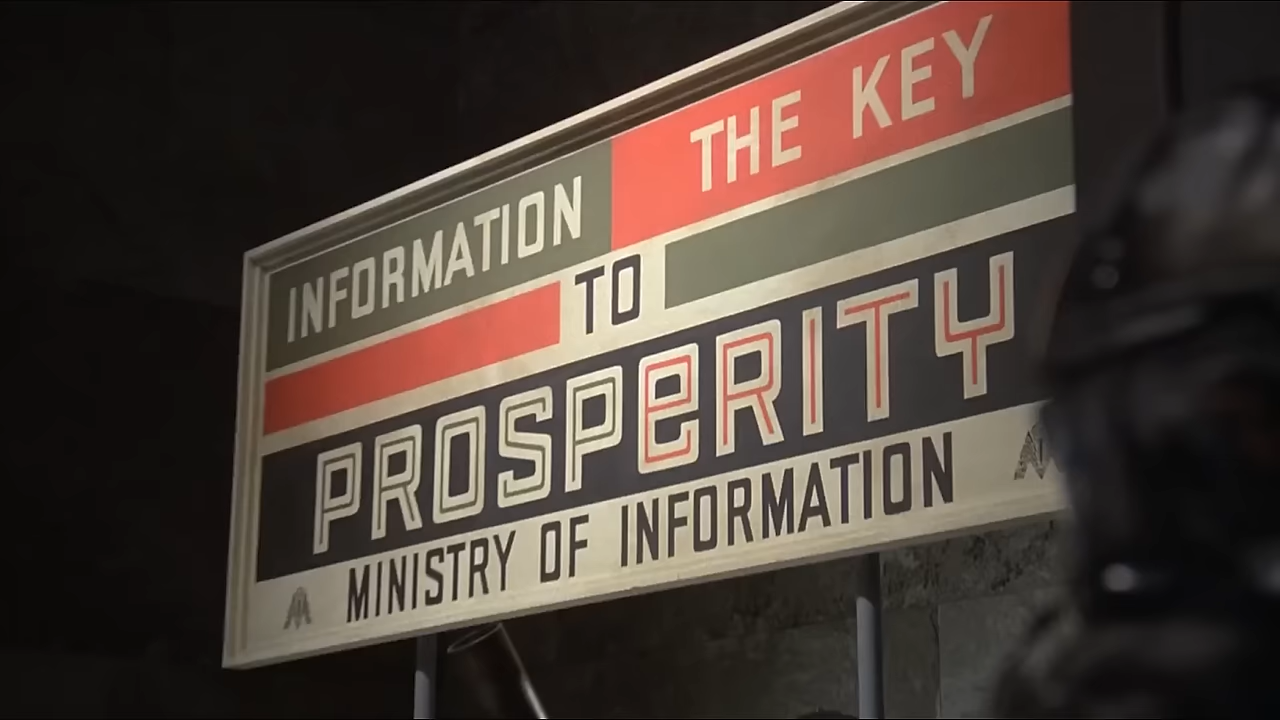 INFORMATION THE KEY
TO
PROSPeRITY
MINISTRY OF INFORMATION